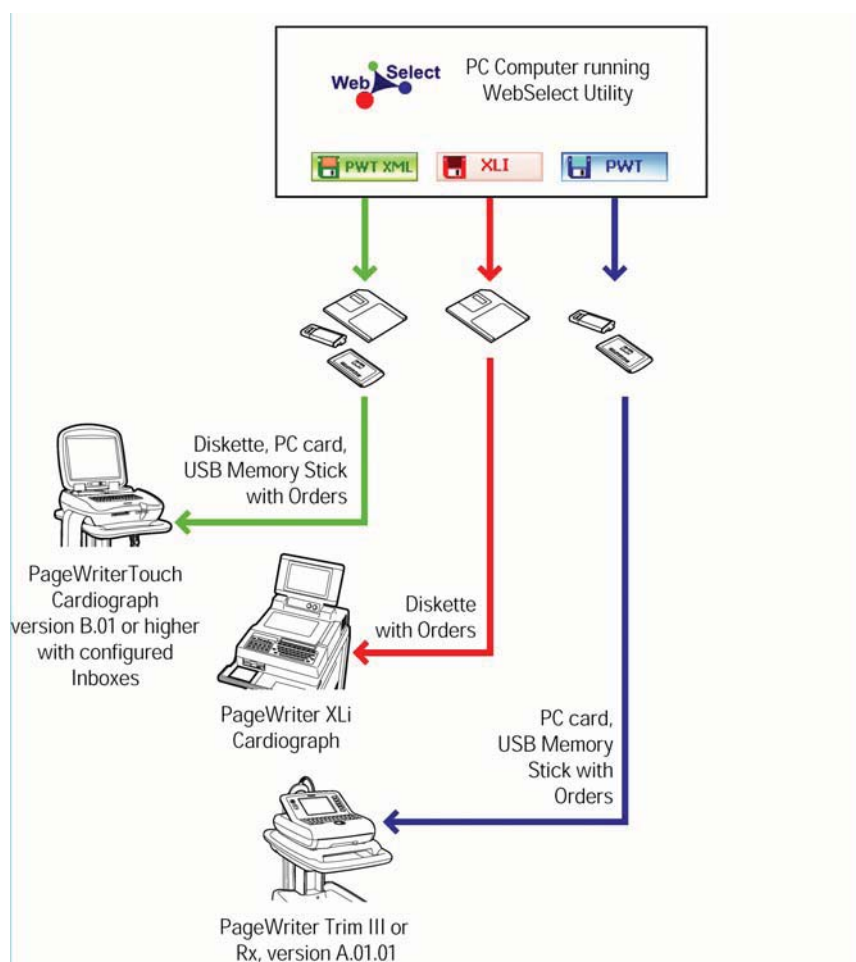 Web Select
PC Computer running
WebSelect Utility
PWT XML
XLI
PWT
Diskette, PC card,
USB Memory Stick
with Orders
PageWriterTouch
Cardiograph
version B.01 or higher
with configured
Inboxes
Diskette
with Orders
PageWriter XLi
Cardiograph
PC card,
USB Memory
Stick with
Orders
PageWriter Trim III or
Rx, version A.01.01